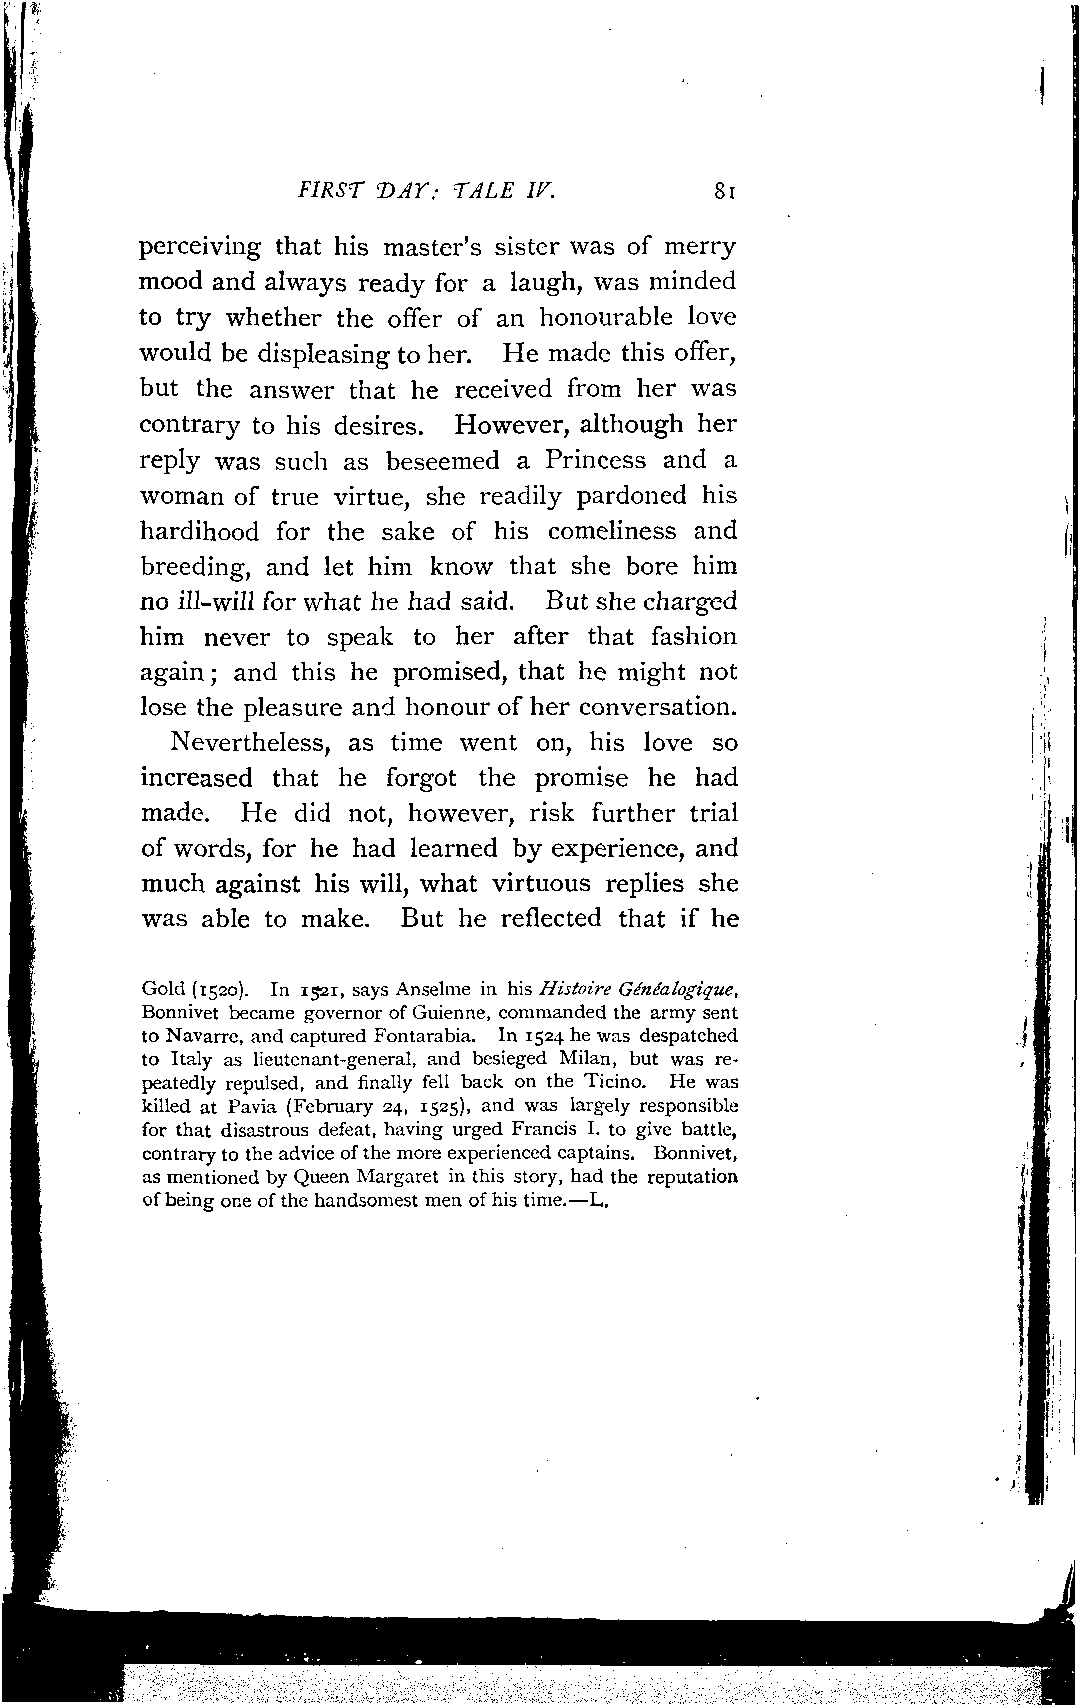 FIRST DAY: TALE IV. 81
perceiving that his master's sister was of merry
mood and always ready for a laugh, was minded
to try whether the offer of an honourable love
would be displeasing to her. He made this offer,
but the answer that he received from her was
contrary to his desires. However, although her
reply was such as beseemed a Princess and a
woman of true virtue, she readily pardoned his
hardihood for the sake of his comeliness and
breeding, and let him know that she bore him
no ill-will for what he had said. But she charged
him never to speak to her after that fashion
again; and this he promised, that he might not
lose the pleasure and honour of her conversation.
Nevertheless, as time went on, his love so
increased that he forgot the promise he had
made. He did not, however, risk further trial
of words, for he had learned by experience, and
much against his will, what virtuous replies she
was able to make. But he reflected that if he
Gold (1520). In 1521, says Anselme in his Histoire Généalogique,
Bonnivet became governor of Guienne, commanded the army sent
to Navarre, and captured Fontarabia. In 1524 he was despatched
to Italy as lieutenant-general, and besieged Milan, but was re-
peatedly repulsed, and finally fell back on the Ticino. He was
killed at Pavia (February 24, 1525), and was largely responsible
for that disastrous defeat, having urged Francis I. to give battle,
contrary to the advice of the more experienced captains. Bonnivet,
as mentioned by Queen Margaret in this story, had the reputation
of being one of the handsomest men of his time.—L.